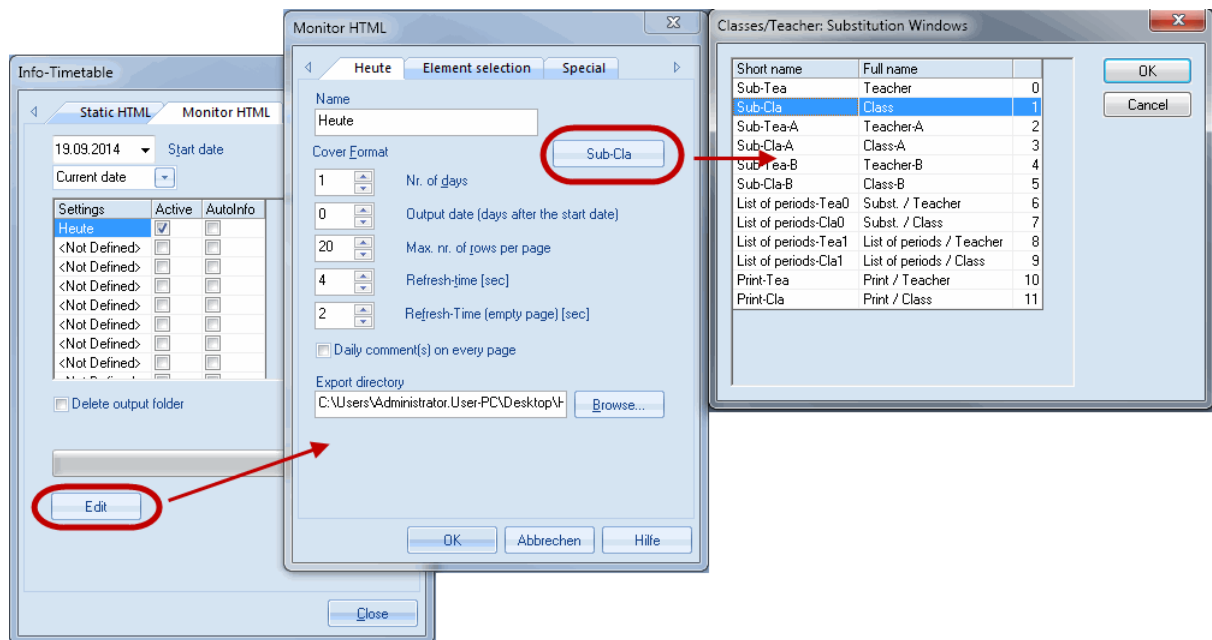 Info-Timetable
Static HTML Monitor HTML
19.09.2014 Start date
Current date
Settings Active AutoInfo
Heute
<Not Defined>
<Not Defined>
<Not Defined>
<Not Defined>
<Not Defined>
<Not Defined>
<Not Defined>
Delete output folder
Edit
Close
Monitor HTML
Heute Element selection Special
Name
Heute
Cover Format Sub-Cla
1 Nr. of days
0 Output date (days after the start date)
20 Max. nr. of rows per page
4 Refresh-time [sec]
2 Refresh-Time (empty page) [sec]
Daily comment(s) on every page
Export directory
C:\Users\Administrator.User-PC\Desktop\H Browse...
OK Abbrechen Hilfe
Classes/Teacher: Substitution Windows
Short name Full name
Sub-Tea Teacher 0
Sub-Cla Class 1
Sub-Tea-A Teacher-A 2
Sub-Cla-A Class-A 3
Sub-Tea-B Teacher-B 4
Sub-Cla-B Class-B 5
List of periods-Tea0 Subst. / Teacher 6
List of periods-Cla0 Subst. / Class 7
List of periods-Tea1 List of periods / Teacher 8
List of periods-Cla1 List of periods / Class 9
Print-Tea Print / Teacher 10
Print-Cla Print / Class 11
OK
Cancel